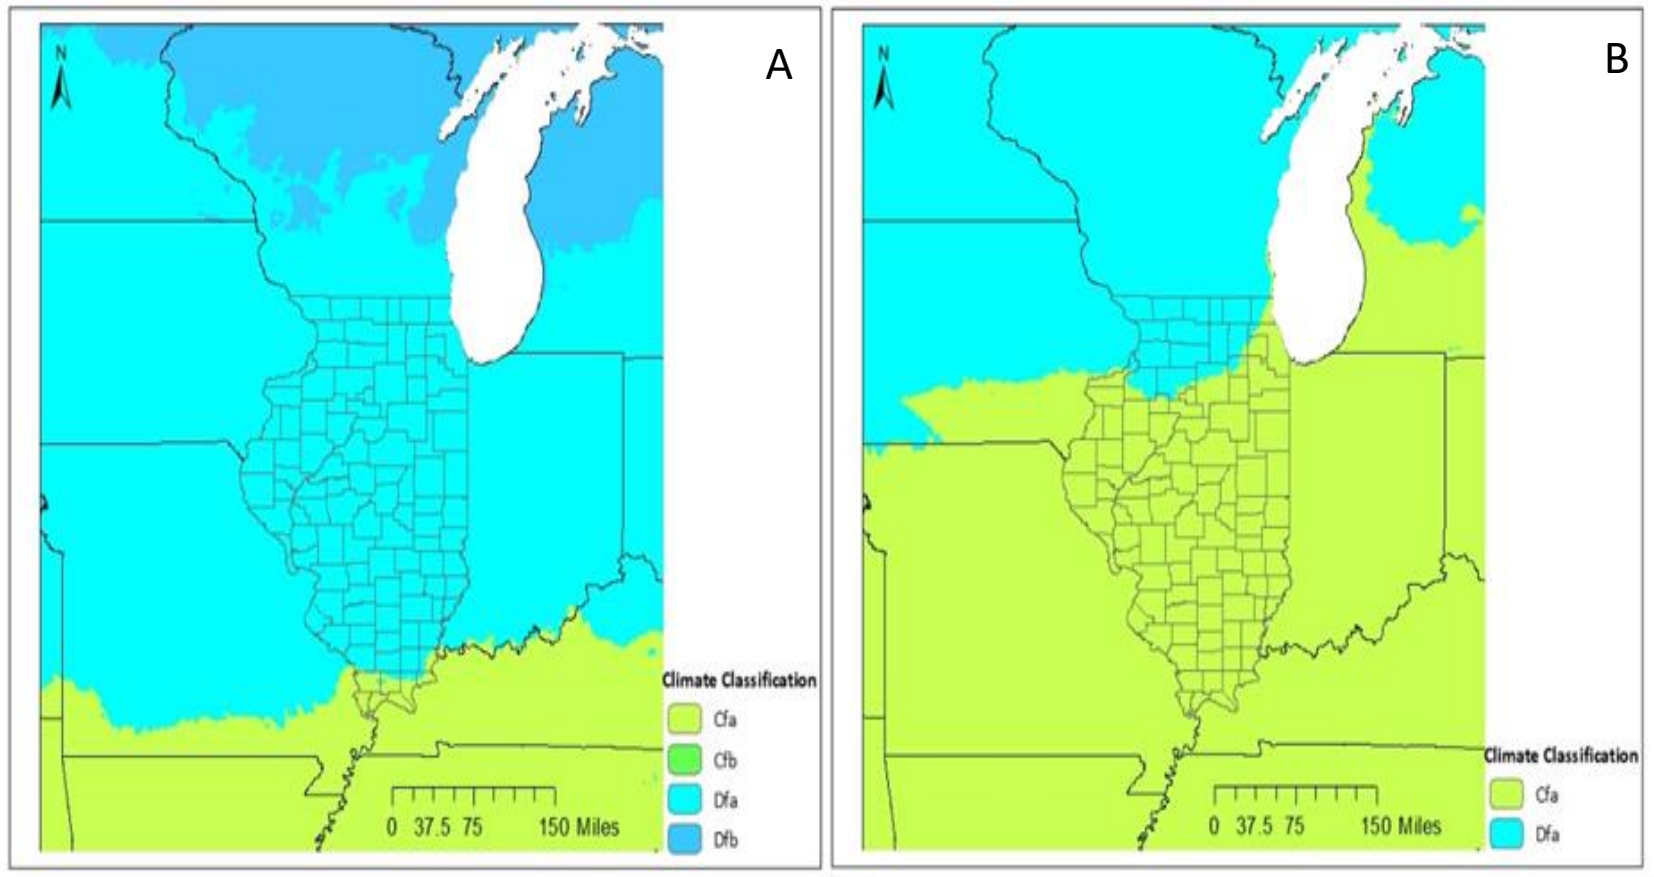 A
N
Climate Classification
Cfa
Cfb
Dfa
Dfb
0 37.5 75 150 Miles
B
N
Climate Classification
Cfa
Dfa
0 37.5 75 150 Miles